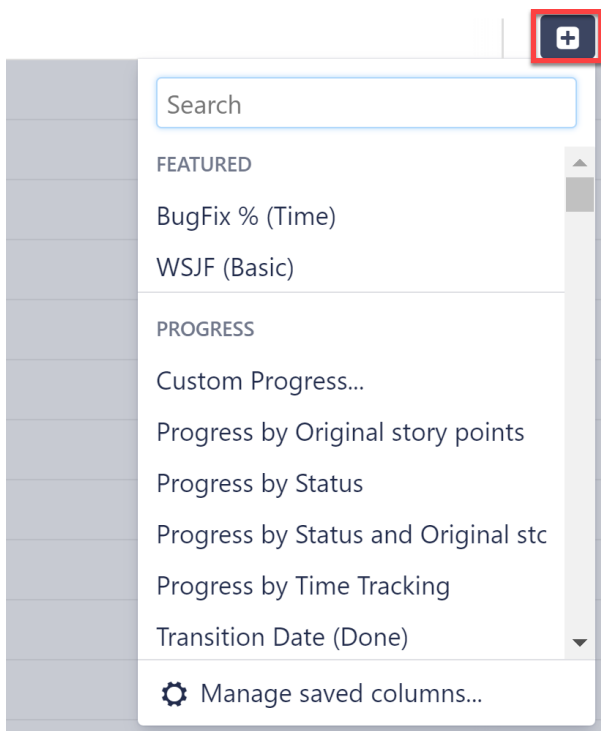 Search
FEATURED
BugFix % (Time)
WSJF (Basic)
PROGRESS
Custom Progress...
Progress by Original story points
Progress by Status
Progress by Status and Original stc
Progress by Time Tracking
Transition Date (Done)
Manage saved columns...